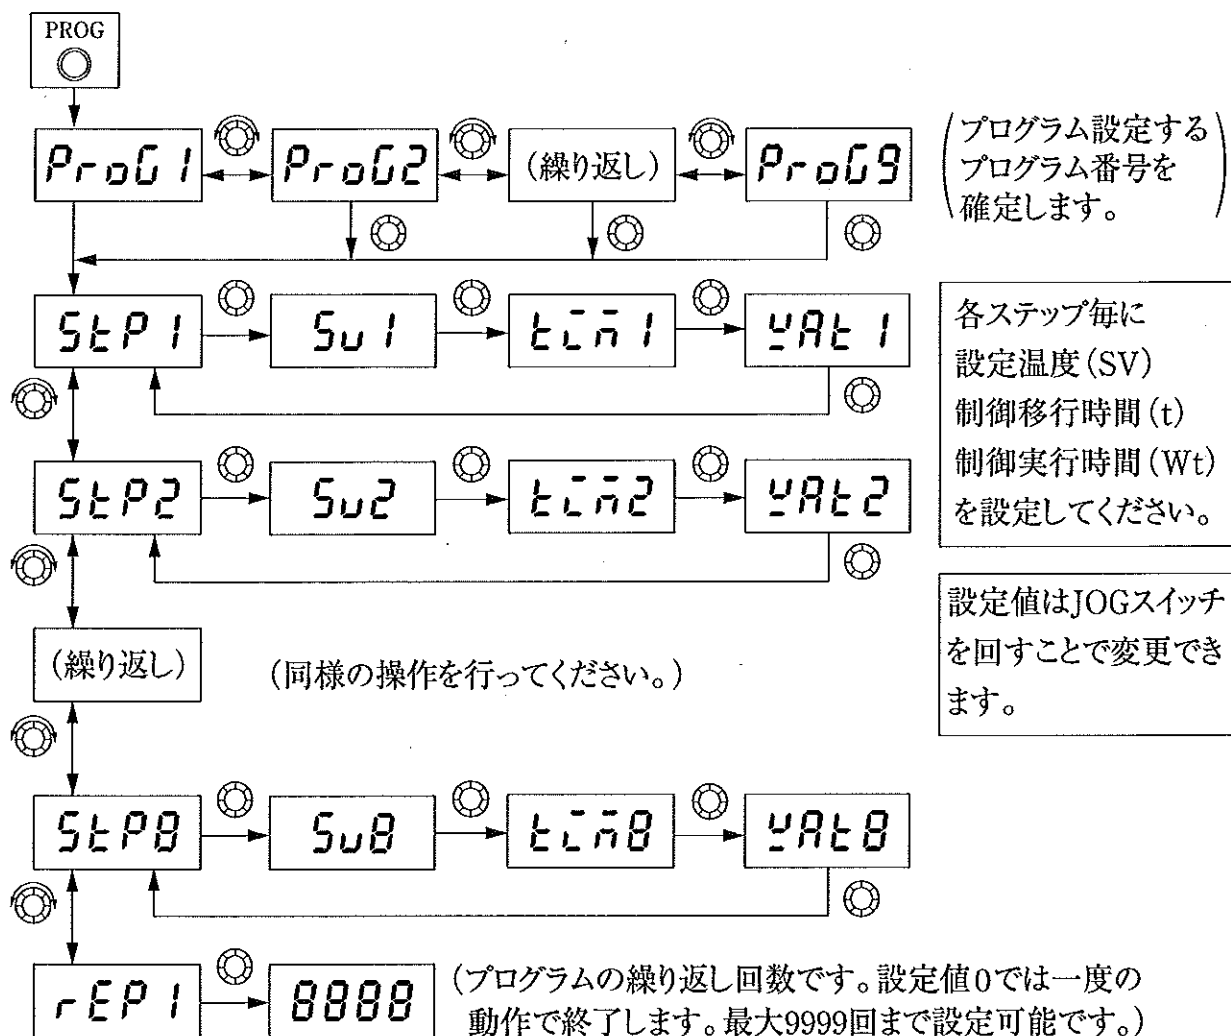 PROG
ProG1
ProG2
(繰り返し)
ProG9
(プログラム設定する
プログラム番号を
確定します。)
StP1
Sv1
tim1
wAt1
各ステップ毎に
設定温度(SV)
制御移行時間(t)
制御実行時間(Wt)
を設定してください。
StP2
Sv2
tim2
wAt2
設定値はJOGスイッチ
を回すことで変更でき
ます。
(繰り返し)
(同様の操作を行ってください。)
StP8
Sv8
tim8
wAt8
rEP1
8888
(プログラムの繰り返し回数です。設定値0では一度の
動作で終了します。最大9999回まで設定可能です。)